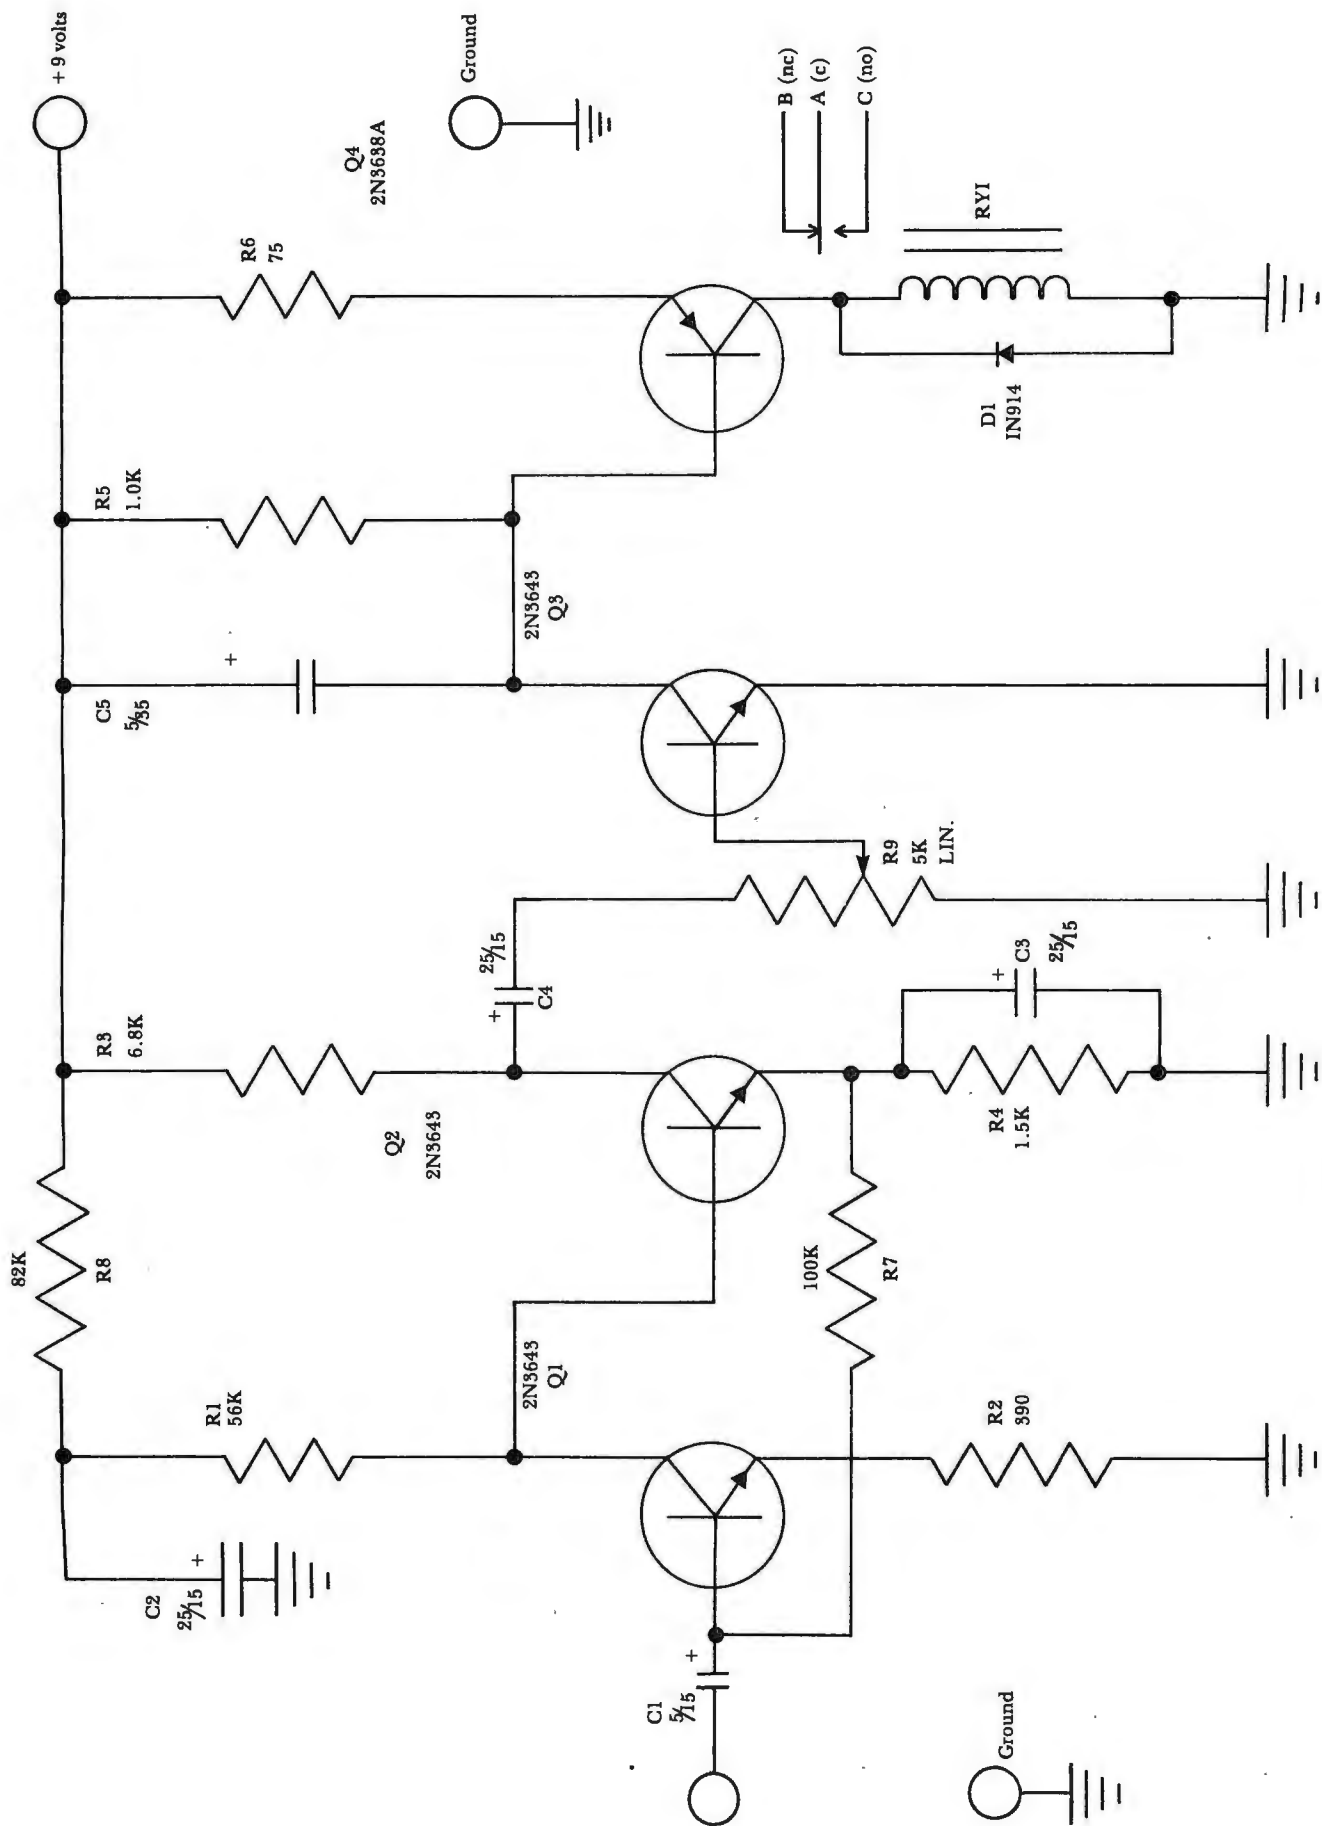 + 9 volts
Ground
Q4
2N3638A
B (nc)
A (c)
C (no)
RYI
R6
75
D1
IN914
R5
1.0K
2N3643
Q3
C5
5/35
+
R9
5K
LIN.
25/15
+
C4
R3
6.8K
Q2
2N3643
C3
+
25/15
R4
1.5K
82K
R8
100K
R7
2N3643
Q1
R1
56K
R2
390
C2
+
25/15
C1
+
5/15
Ground